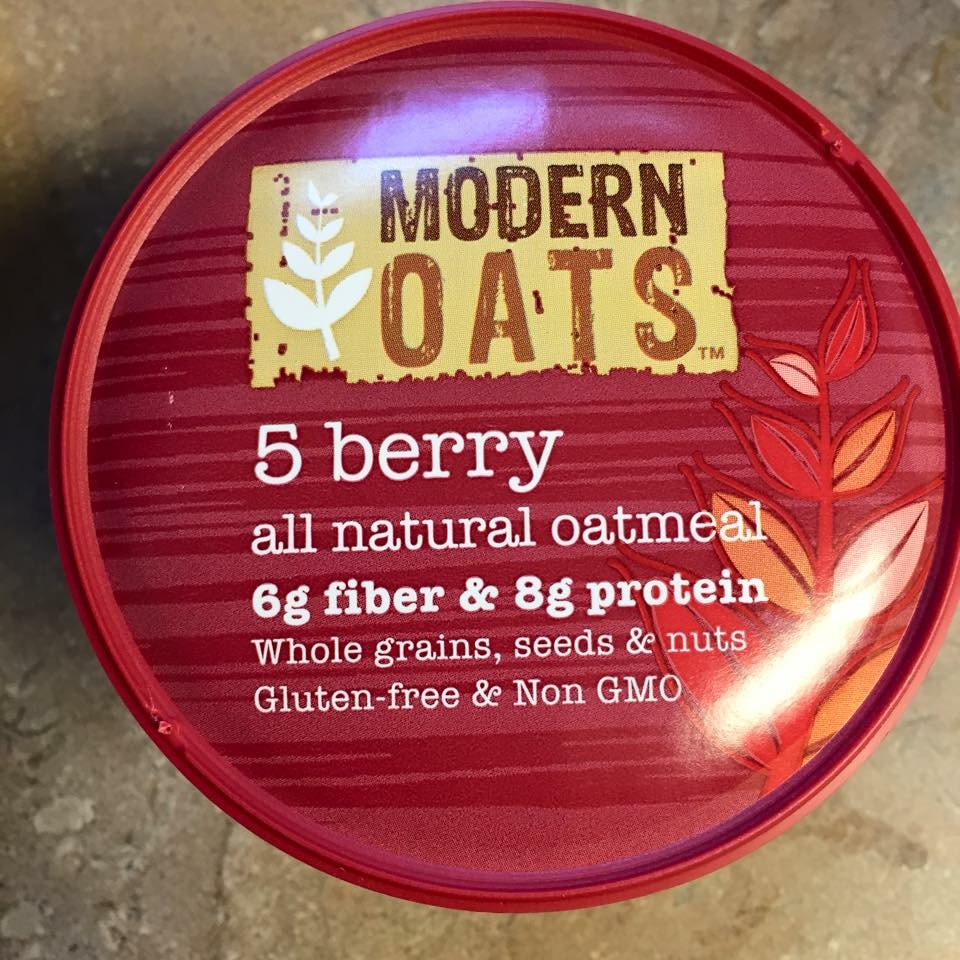 MODERN
OATS™
5 berry
all natural oatmeal
6g fiber & 8g protein
Whole grains, seeds & nuts
Gluten-free & Non GMO